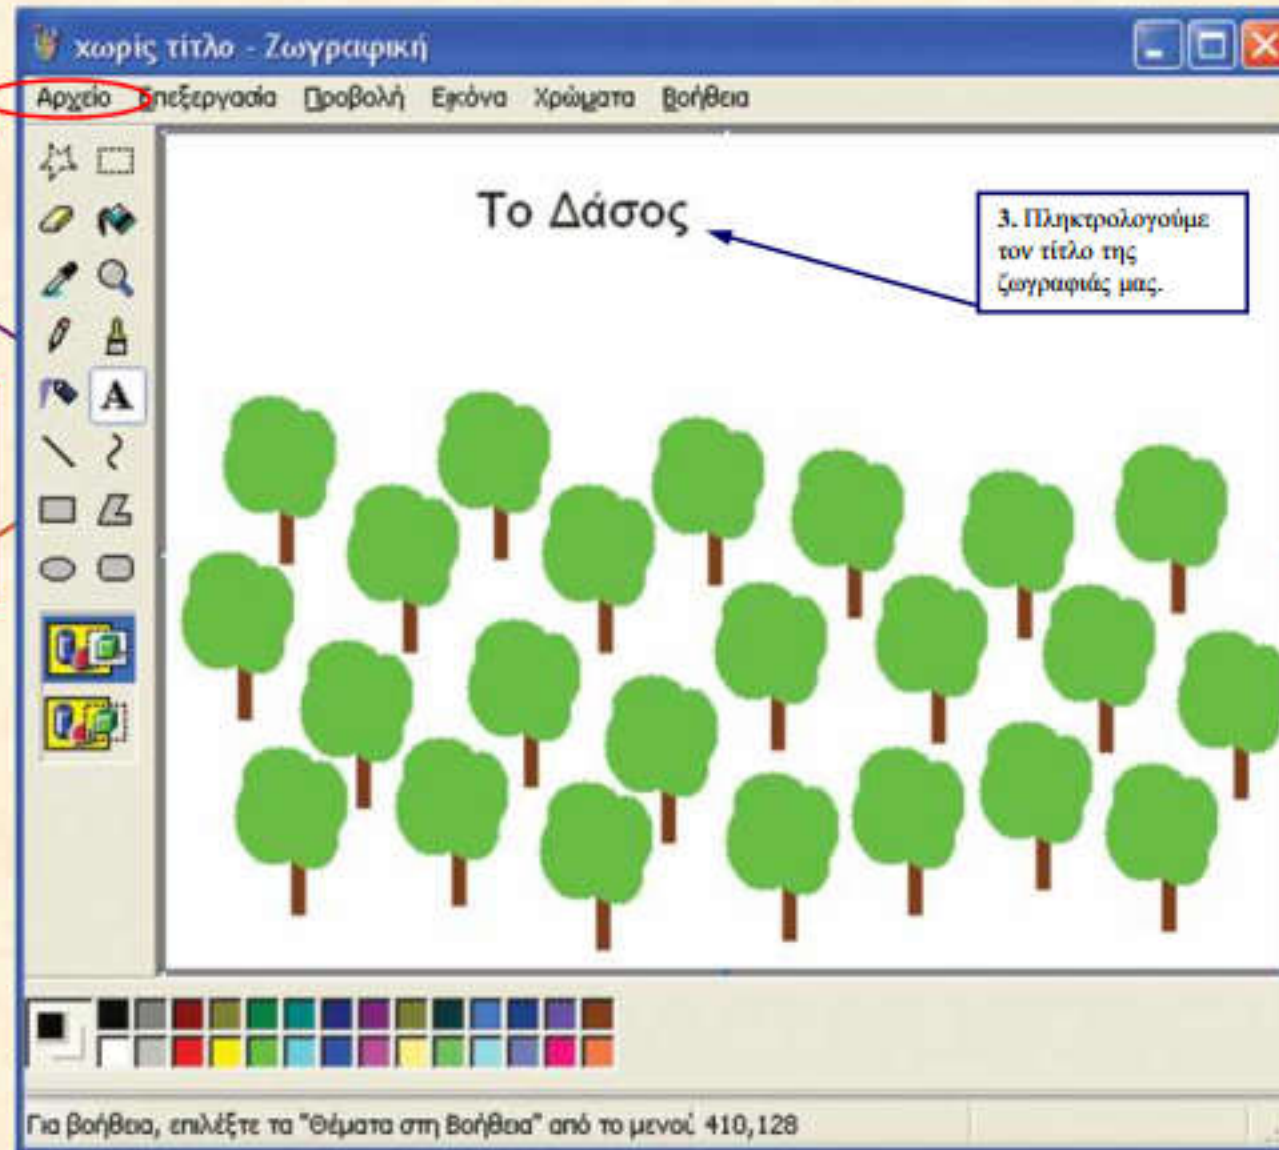 χωρίς τίτλο - Ζωγραφική
Αρχείο Επεξεργασία Προβολή Εικόνα Χρώματα Βοήθεια
Το Δάσος
3. Πληκτρολογούμε
τον τίτλο της
ζωγραφιάς μας.
A
Για βοήθεια, επιλέξτε τα "Θέματα στη Βοήθεια" από το μενού. 410,128